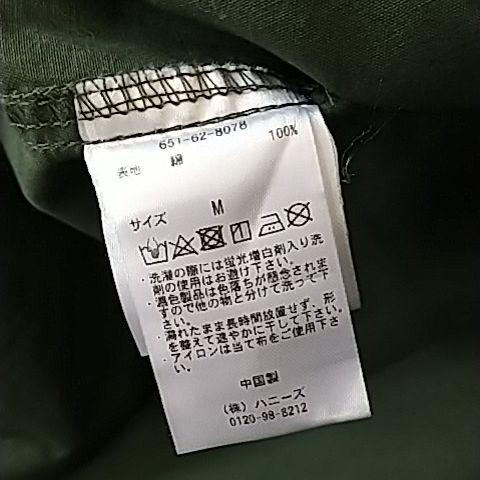 651-62-8078
表地 綿 100%
サイズ M
・洗濯の際には蛍光増白剤入り洗
剤の使用はお避け下さい。
・濃色製品は色落ちが懸念されま
すので他の物と分けて洗って下
さい。
・濡れたまま長時間放置せず、形
を整えて速やかに干して下さい。
・アイロンは当て布をご使用下さ
い。
中国製
(株) ハニーズ
0120-98-8212